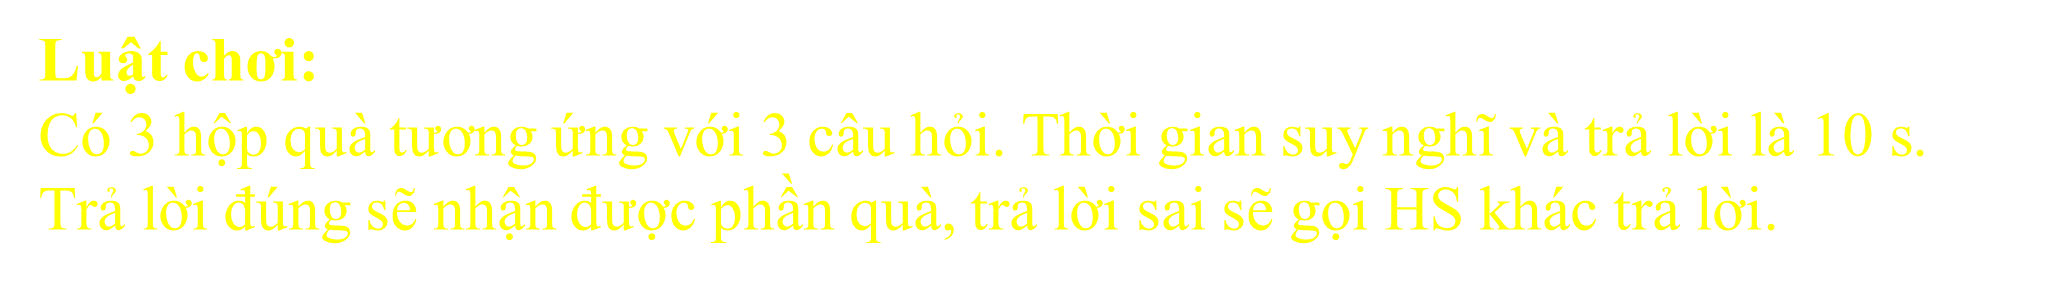 Luật chơi:
Có 3 hộp quà tương ứng với 3 câu hỏi. Thời gian suy nghĩ và trả lời là 10 s.
Trả lời đúng sẽ nhận được phần quà, trả lời sai sẽ gọi HS khác trả lời.